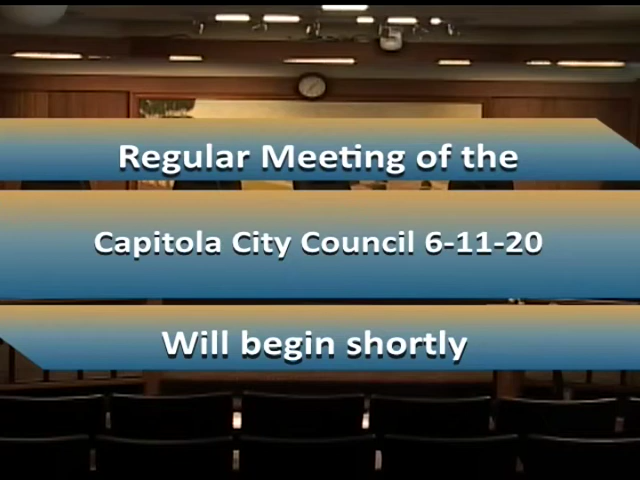 Regular Meeting of the
Capitola City Council 6-11-20
Will begin shortly